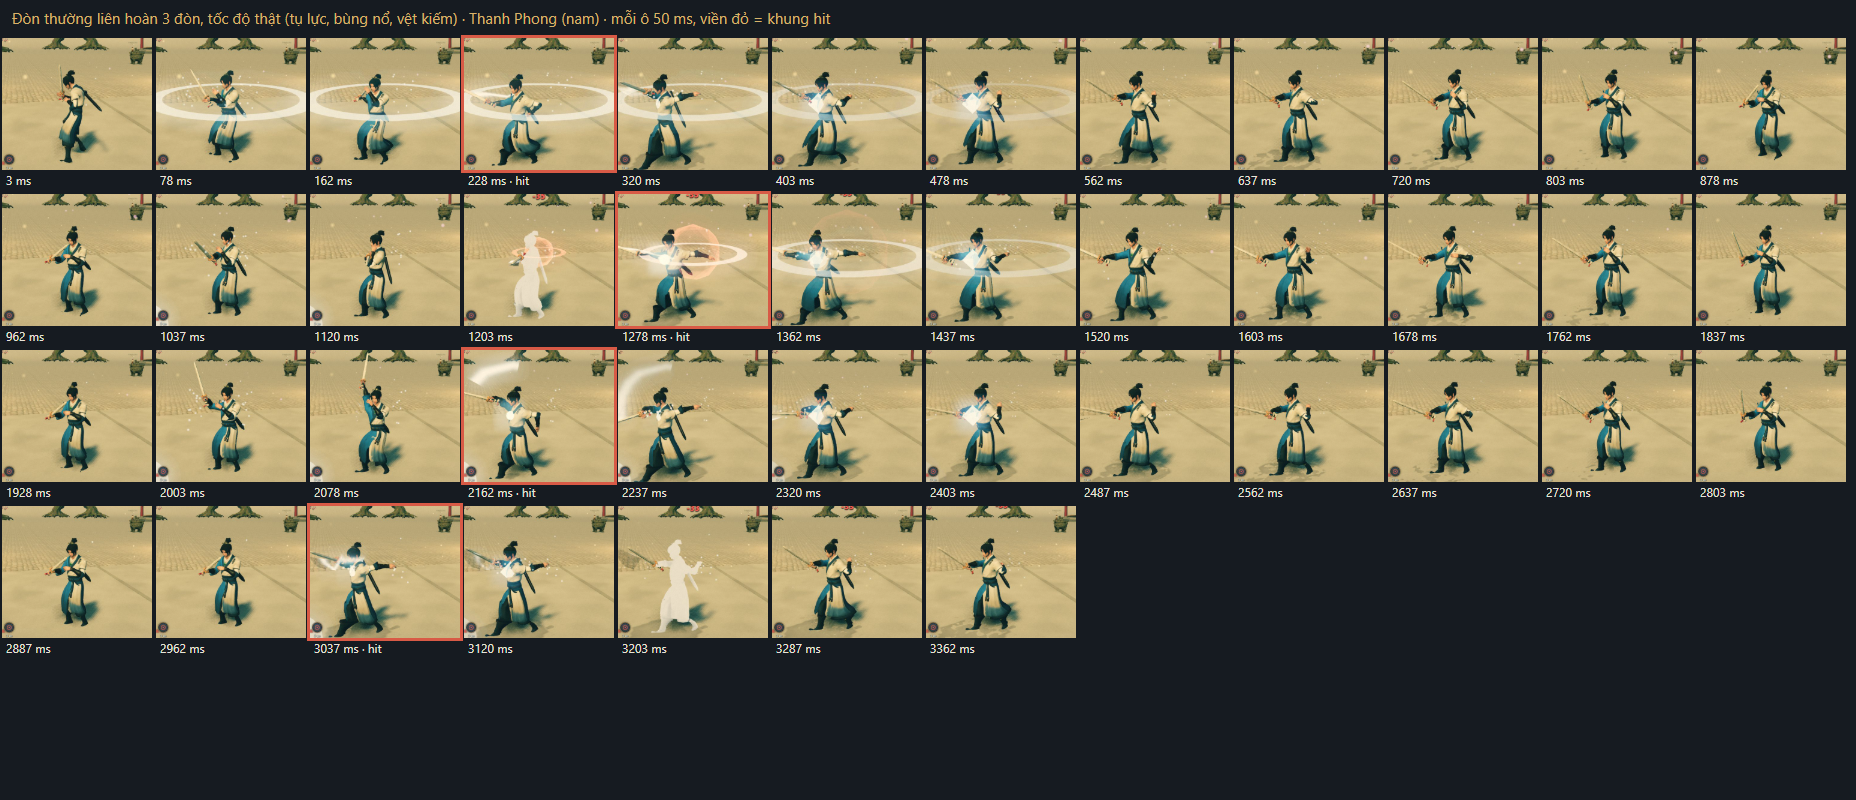 Đòn thường liên hoàn 3 đòn, tốc độ thật (tụ lực, bùng nổ, vệt kiếm) · Thanh Phong (nam) · mỗi ô 50 ms, viền đỏ = khung hit
3 ms 78 ms 162 ms 228 ms · hit 320 ms 403 ms 478 ms 562 ms 637 ms 720 ms 803 ms 878 ms
962 ms 1037 ms 1120 ms 1203 ms 1278 ms · hit 1362 ms 1437 ms 1520 ms 1603 ms 1678 ms 1762 ms 1837 ms
1928 ms 2003 ms 2078 ms 2162 ms · hit 2237 ms 2320 ms 2403 ms 2487 ms 2562 ms 2637 ms 2720 ms 2803 ms
2887 ms 2962 ms 3037 ms · hit 3120 ms 3203 ms 3287 ms 3362 ms